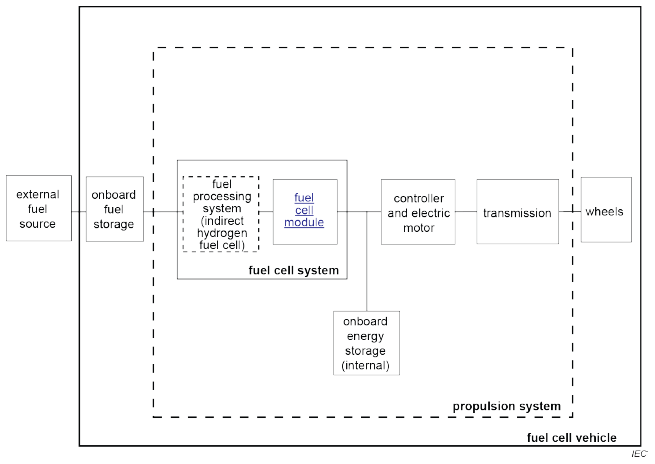 external
fuel
source
onboard
fuel
storage
fuel
processing
system
(indirect
hydrogen
fuel cell)
fuel
cell
module
fuel cell system
controller
and electric
motor
transmission
wheels
onboard
energy
storage
(internal)
propulsion system
fuel cell vehicle
IEC